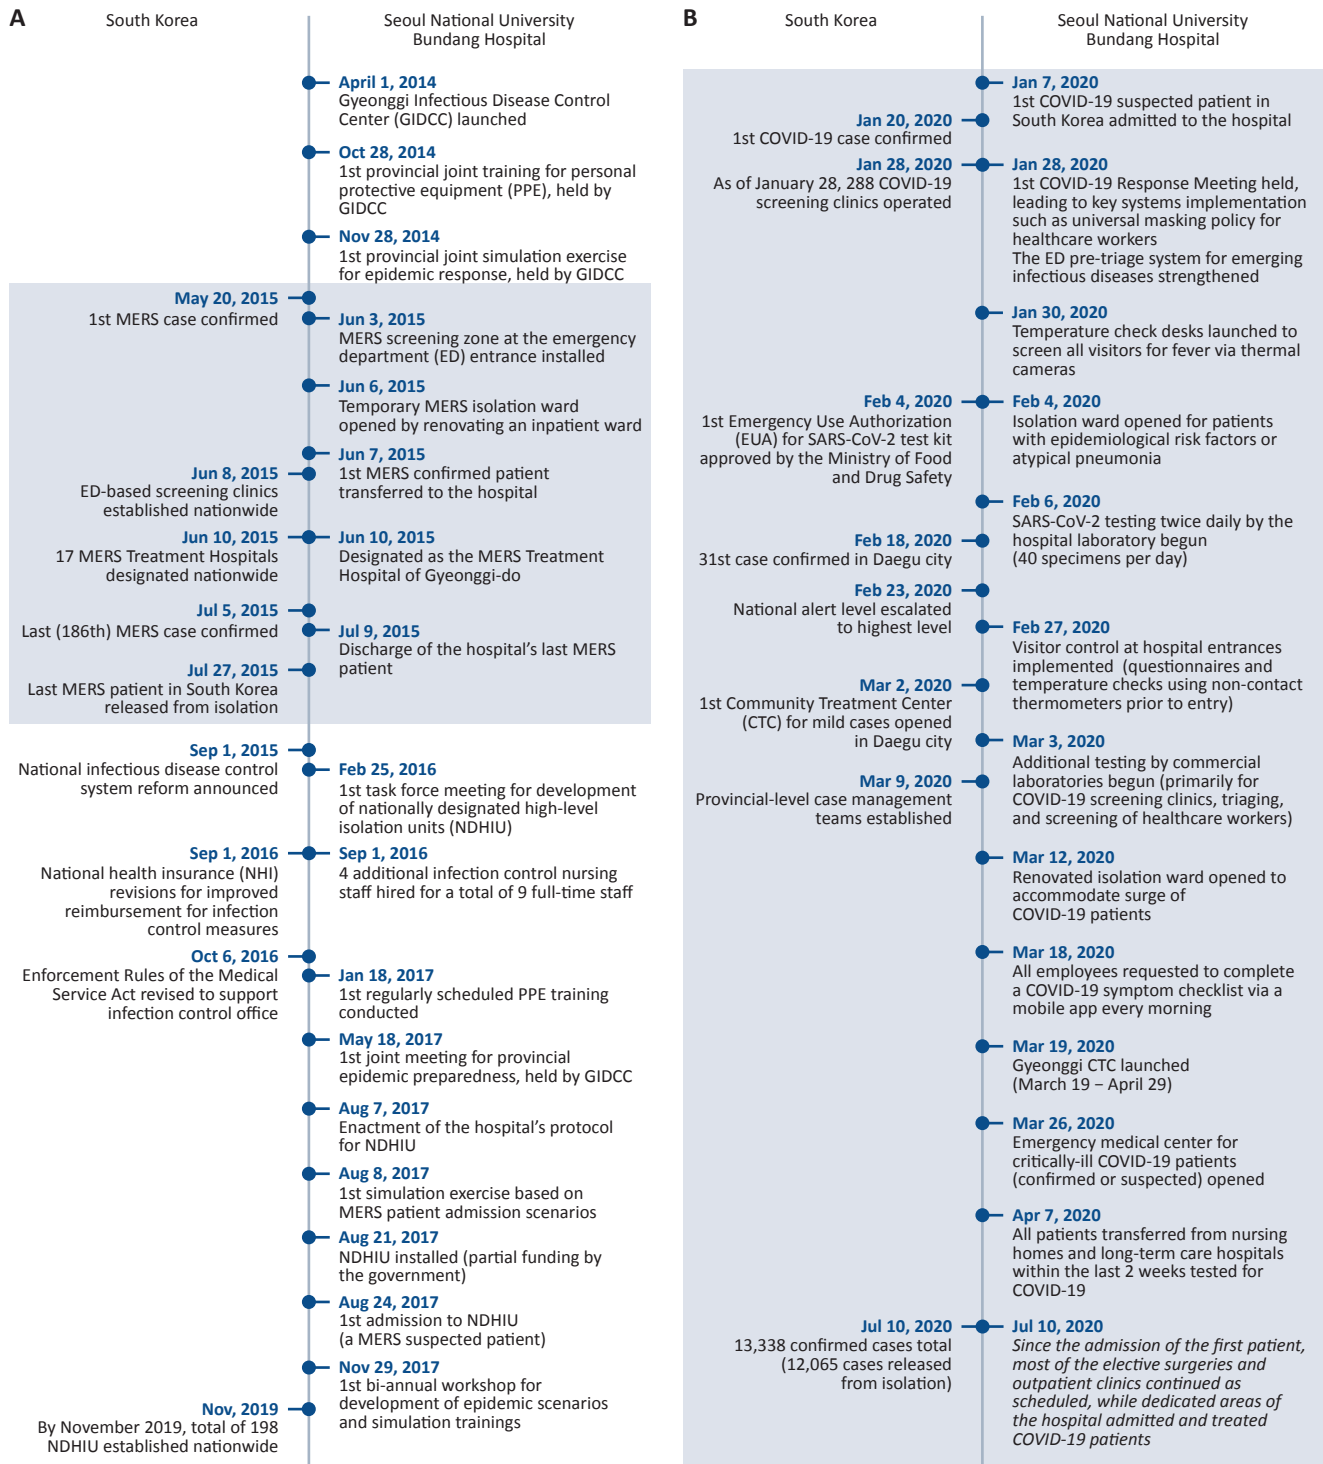 A
South Korea
Seoul National University
Bundang Hospital
April 1, 2014
Gyeonggi Infectious Disease Control
Center (GIDCC) launched
Oct 28, 2014
1st provincial joint training for personal
protective equipment (PPE), held by
GIDCC
Nov 28, 2014
1st provincial joint simulation exercise
for epidemic response, held by GIDCC
May 20, 2015
1st MERS case confirmed
Jun 3, 2015
MERS screening zone at the emergency
department (ED) entrance installed
Jun 6, 2015
Temporary MERS isolation ward
opened by renovating an inpatient ward
Jun 7, 2015
1st MERS confirmed patient
transferred to the hospital
Jun 8, 2015
ED-based screening clinics
established nationwide
Jun 10, 2015
17 MERS Treatment Hospitals
designated nationwide
Jun 10, 2015
Designated as the MERS Treatment
Hospital of Gyeonggi-do
Jul 5, 2015
Last (186th) MERS case confirmed
Jul 9, 2015
Discharge of the hospital's last MERS
patient
Jul 27, 2015
Last MERS patient in South Korea
released from isolation
Sep 1, 2015
National infectious disease control
system reform announced
Feb 25, 2016
1st task force meeting for development
of nationally designated high-level
isolation units (NDHIU)
Sep 1, 2016
National health insurance (NHI)
revisions for improved
reimbursement for infection
control measures
Sep 1, 2016
4 additional infection control nursing
staff hired for a total of 9 full-time staff
Oct 6, 2016
Enforcement Rules of the Medical
Service Act revised to support
infection control office
Jan 18, 2017
1st regularly scheduled PPE training
conducted
May 18, 2017
1st joint meeting for provincial
epidemic preparedness, held by GIDCC
Aug 7, 2017
Enactment of the hospital's protocol
for NDHIU
Aug 8, 2017
1st simulation exercise based on
MERS patient admission scenarios
Aug 21, 2017
NDHIU installed (partial funding by
the government)
Aug 24, 2017
1st admission to NDHIU
(a MERS suspected patient)
Nov 29, 2017
1st bi-annual workshop for
development of epidemic scenarios
and simulation trainings
Nov, 2019
By November 2019, total of 198
NDHIU established nationwide
B
South Korea
Seoul National University
Bundang Hospital
Jan 7, 2020
1st COVID-19 suspected patient in
South Korea admitted to the hospital
Jan 20, 2020
1st COVID-19 case confirmed
Jan 28, 2020
As of January 28, 288 COVID-19
screening clinics operated
Jan 28, 2020
1st COVID-19 Response Meeting held,
leading to key systems implementation
such as universal masking policy for
healthcare workers
The ED pre-triage system for emerging
infectious diseases strengthened
Jan 30, 2020
Temperature check desks launched to
screen all visitors for fever via thermal
cameras
Feb 4, 2020
1st Emergency Use Authorization
(EUA) for SARS-CoV-2 test kit
approved by the Ministry of Food
and Drug Safety
Feb 4, 2020
Isolation ward opened for patients
with epidemiological risk factors or
atypical pneumonia
Feb 6, 2020
SARS-CoV-2 testing twice daily by the
hospital laboratory begun
(40 specimens per day)
Feb 18, 2020
31st case confirmed in Daegu city
Feb 23, 2020
National alert level escalated
to highest level
Feb 27, 2020
Visitor control at hospital entrances
implemented (questionnaires and
temperature checks using non-contact
thermometers prior to entry)
Mar 2, 2020
1st Community Treatment Center
(CTC) for mild cases opened
in Daegu city
Mar 3, 2020
Additional testing by commercial
laboratories begun (primarily for
COVID-19 screening clinics, triaging,
and screening of healthcare workers)
Mar 9, 2020
Provincial-level case management
teams established
Mar 12, 2020
Renovated isolation ward opened to
accommodate surge of
COVID-19 patients
Mar 18, 2020
All employees requested to complete
a COVID-19 symptom checklist via a
mobile app every morning
Mar 19, 2020
Gyeonggi CTC launched
(March 19 – April 29)
Mar 26, 2020
Emergency medical center for
critically-ill COVID-19 patients
(confirmed or suspected) opened
Apr 7, 2020
All patients transferred from nursing
homes and long-term care hospitals
within the last 2 weeks tested for
COVID-19
Jul 10, 2020
13,338 confirmed cases total
(12,065 cases released
from isolation)
Jul 10, 2020
Since the admission of the first patient,
most of the elective surgeries and
outpatient clinics continued as
scheduled, while dedicated areas of
the hospital admitted and treated
COVID-19 patients